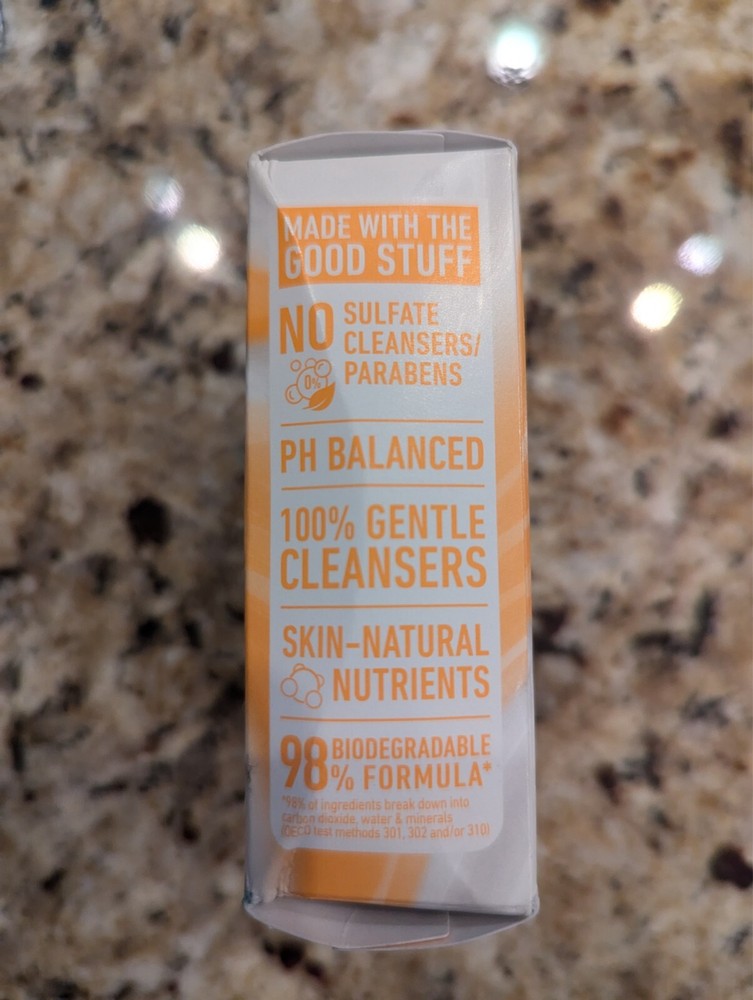 MADE WITH THE
GOOD STUFF
NO SULFATE
CLEANSERS/
PARABENS
0%
PH BALANCED
100% GENTLE
CLEANSERS
SKIN-NATURAL
NUTRIENTS
98% BIODEGRADABLE
FORMULA*
*98% of ingredients break down into
carbon dioxide, water & minerals
(OECD test methods 301, 302 and/or 310)